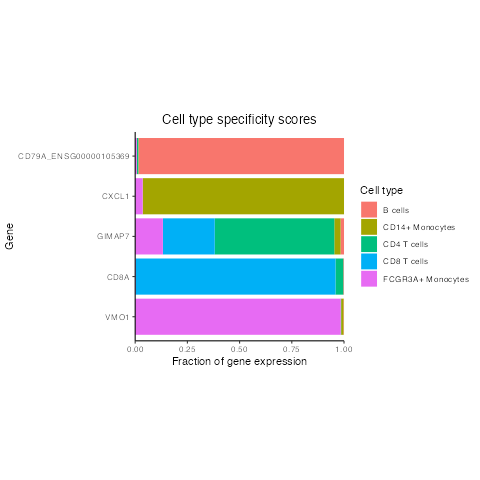 Cell type specificity scores
Gene
CD79A_ENSG00000105369
CXCL1
GIMAP7
CD8A
VMO1
0.00 0.25 0.50 0.75 1.00
Fraction of gene expression
Cell type
B cells
CD14+ Monocytes
CD4 T cells
CD8 T cells
FCGR3A+ Monocytes